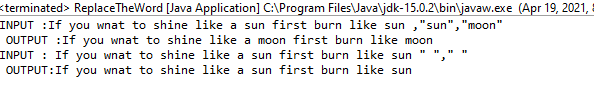 <terminated> ReplaceTheWord [Java Application] C:\Program Files\Java\jdk-15.0.2\bin\javaw.exe (Apr 19, 2021, 8
INPUT :If you wnat to shine like a sun first burn like sun ,"sun","moon"
 OUTPUT :If you wnat to shine like a moon first burn like moon
INPUT : If you wnat to shine like a sun first burn like sun " "," "
 OUTPUT:If you wnat to shine like a sun first burn like sun